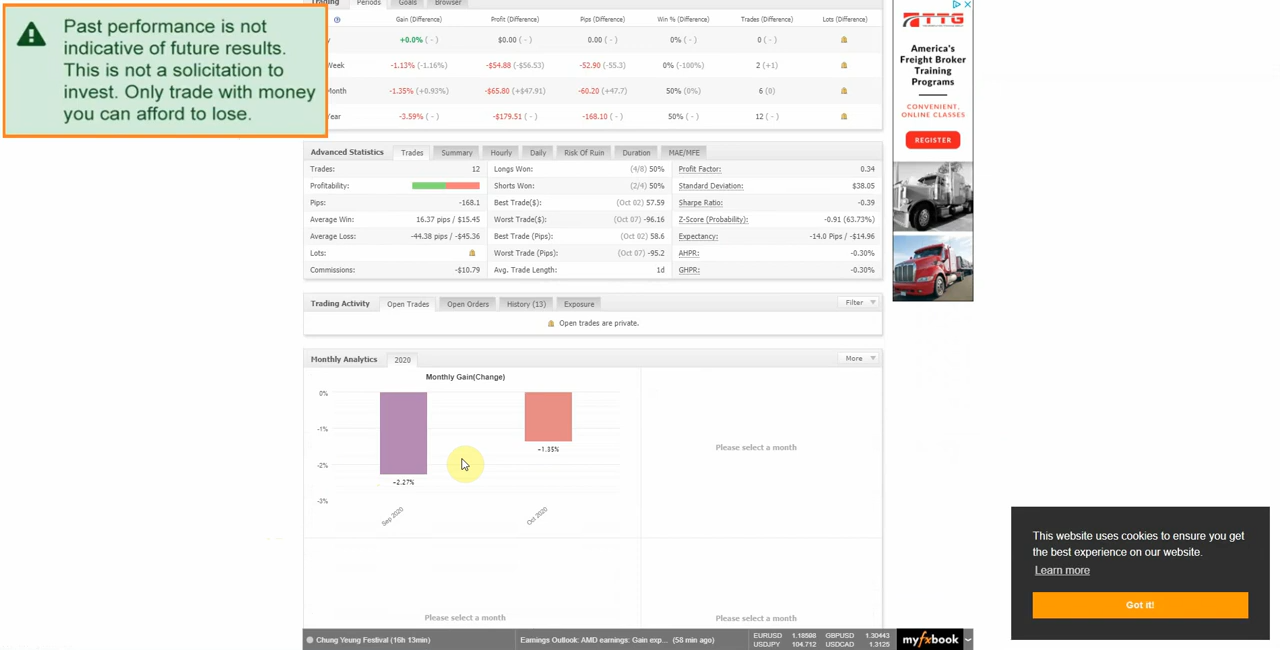 Past performance is not
indicative of future results.
This is not a solicitation to
invest. Only trade with money
you can afford to lose.
Trading Periods Goals Browser
Gain (Difference) Profit (Difference) Pips (Difference) Win % (Difference) Trades (Difference) Lots (Difference)
+0.0% ( - ) $0.00 ( - ) 0.00 ( - ) 0% ( - ) 0 ( - )
Week -1.13% (-1.16%) -$54.88 (-$56.53) -52.90 (-55.3) 0% (-100%) 2 (+1)
Month -1.35% (+0.93%) -$65.80 (+$47.91) -60.20 (+47.7) 50% (0%) 6 (0)
Year -3.59% ( - ) -$179.51 ( - ) -168.10 ( - ) 50% ( - ) 12 ( - )
Advanced Statistics Trades Summary Hourly Daily Risk Of Ruin Duration MAE/MFE
Trades: 12 Longs Won: (4/8) 50% Profit Factor: 0.34
Profitability: Shorts Won: (2/4) 50% Standard Deviation: $38.05
Pips: -168.1 Best Trade($): (Oct 02) 57.59 Sharpe Ratio: -0.39
Average Win: 16.37 pips / $15.45 Worst Trade($): (Oct 07) -96.16 Z-Score (Probability): -0.91 (63.73%)
Average Loss: -44.38 pips / -$45.36 Best Trade (Pips): (Oct 02) 58.6 Expectancy: -14.0 Pips / -$14.96
Lots: Worst Trade (Pips): (Oct 07) -95.2 AHPR: -0.30%
Commissions: -$10.79 Avg. Trade Length: 1d GHPR: -0.30%
Trading Activity Open Trades Open Orders History (13) Exposure Filter
Open trades are private.
Monthly Analytics 2020 More
Monthly Gain(Change)
0%
-1%
-2%
-3%
-2.27%
-1.35%
Sep 2020
Oct 2020
Please select a month
Please select a month
Please select a month
Chung Yeung Festival (16h 13min) Earnings Outlook: AMD earnings: Gain exp... (58 min ago)
EURUSD 1.18598 GBPUSD 1.30443
USDJPY 104.712 USDCAD 1.3125
myfxbook
TTG
America's
Freight Broker
Training
Programs
CONVENIENT,
ONLINE CLASSES
REGISTER
This website uses cookies to ensure you get
the best experience on our website.
Learn more
Got it!